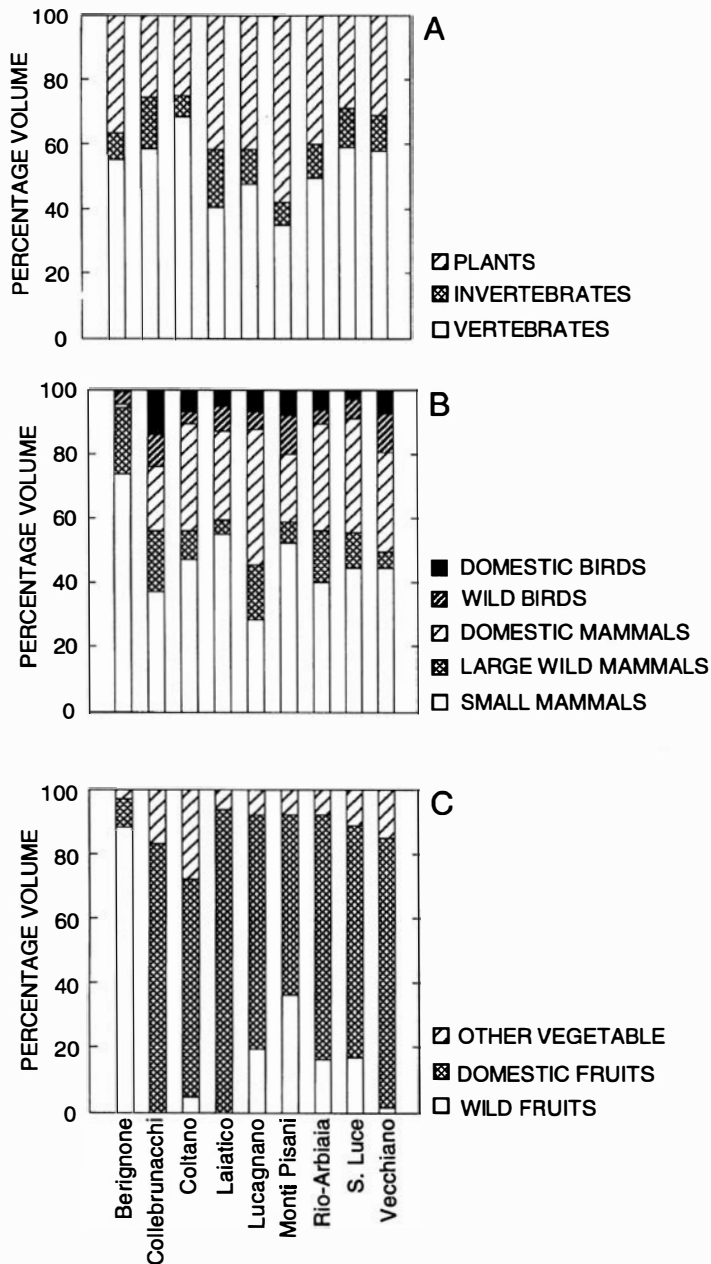 A
PERCENTAGE VOLUME
100
80
60
40
20
0
PLANTS
INVERTEBRATES
VERTEBRATES
B
PERCENTAGE VOLUME
100
80
60
40
20
0
DOMESTIC BIRDS
WILD BIRDS
DOMESTIC MAMMALS
LARGE WILD MAMMALS
SMALL MAMMALS
C
PERCENTAGE VOLUME
100
80
60
40
20
0
OTHER VEGETABLE
DOMESTIC FRUITS
WILD FRUITS
Berignone
Collebrunacchi
Coltano
Laiatico
Lucagnano
Monti Pisani
Rio-Arbiaia
S. Luce
Vecchiano